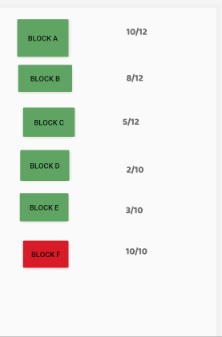 BLOCK A 10/12
BLOCK B 8/12
BLOCK C 5/12
BLOCK D 2/10
BLOCK E 3/10
BLOCK F 10/10